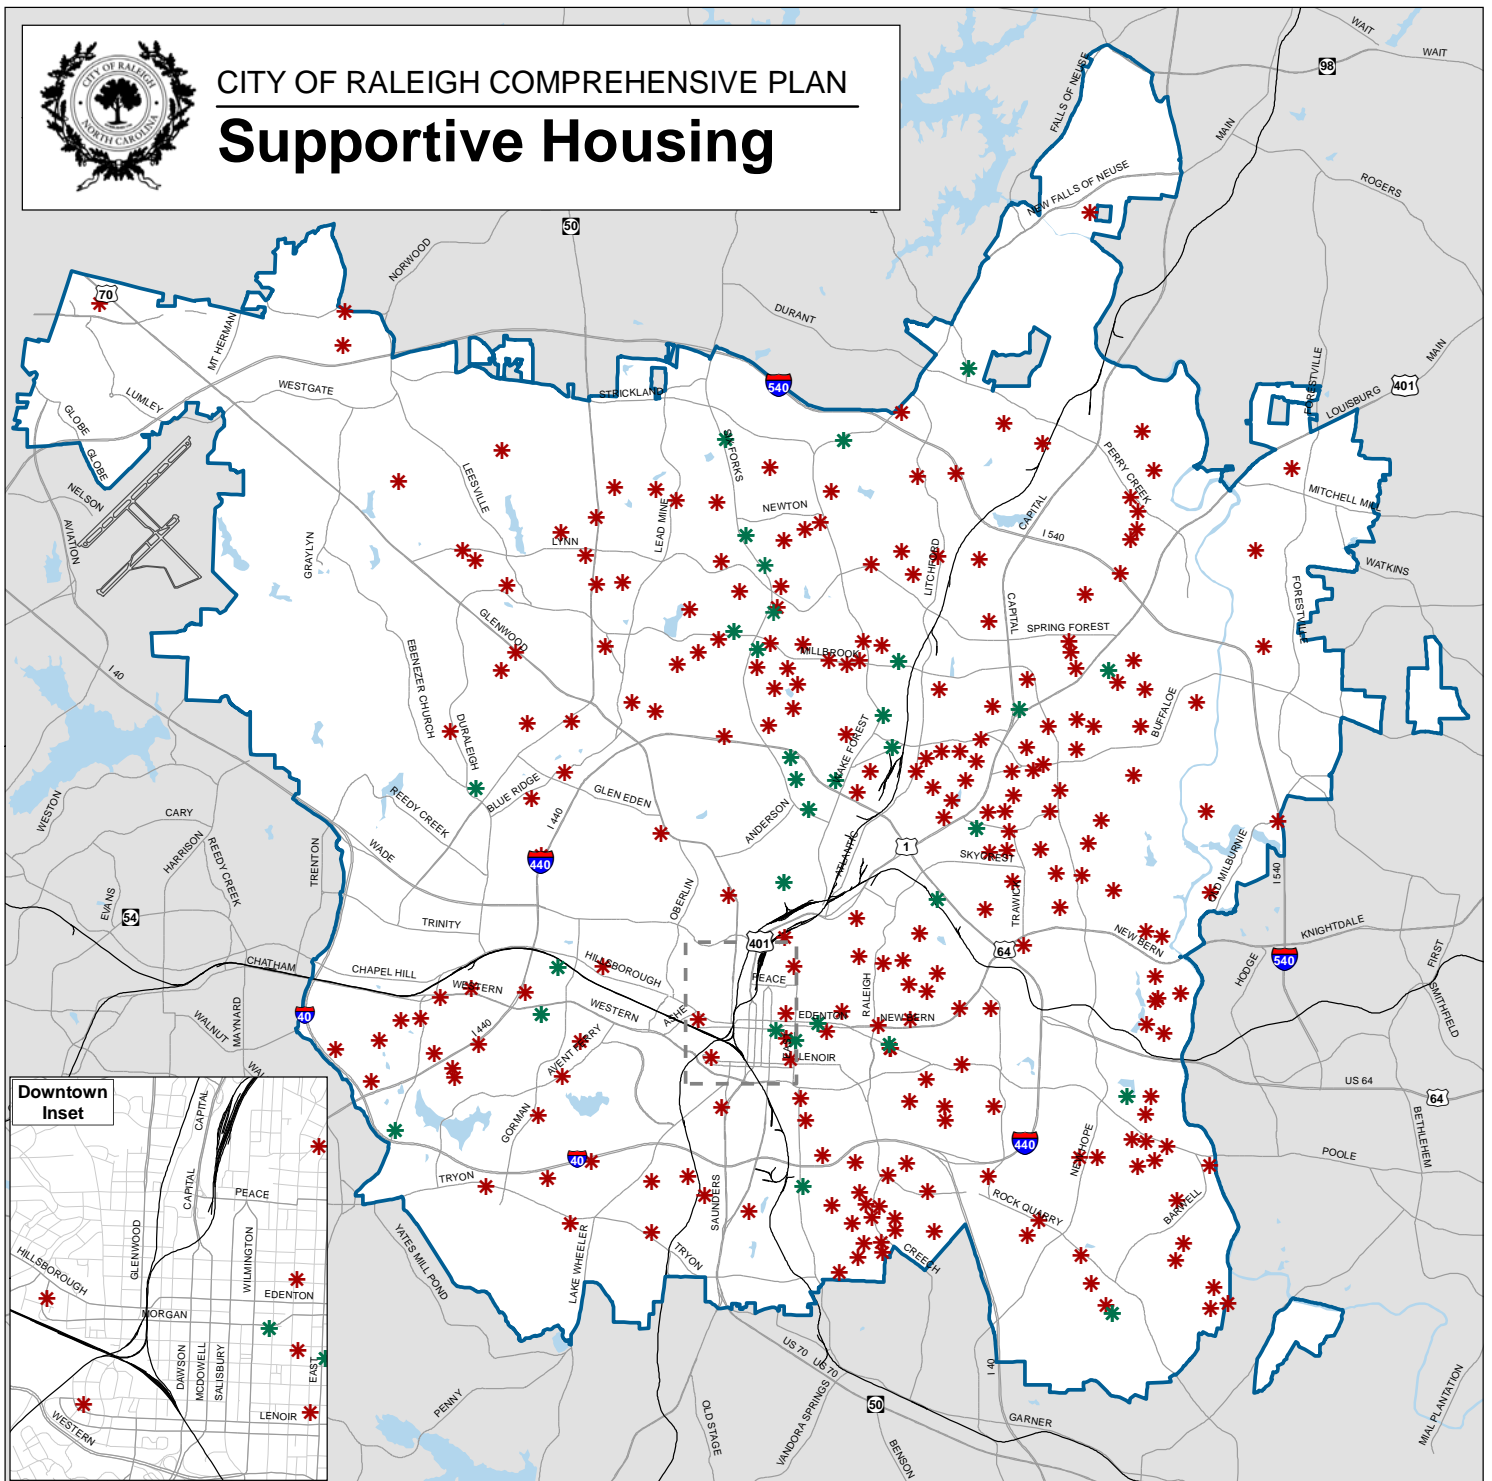 CITY OF RALEIGH COMPREHENSIVE PLAN
Supportive Housing
CITY OF RALEIGH
NORTH CAROLINA
WAIT
WAIT
98
FALLS OF NEUSE
MAIN
ROGERS
NEW FALLS OF NEUSE
50
NORWOOD
70
MT HERMAN
DURANT
FORESTVILLE
MAIN
401
LOUISBURG
540
STRICKLAND
WESTGATE
LUMLEY
GLOBE
GLOBE
NELSON
AVIATION
SIX FORKS
PERRY CREEK
LEESVILLE
LEAD MINE
NEWTON
CAPITAL
MITCHELL MILL
I 540
LYNN
GRAYLYN
LITCHFORD
WATKINS
FORESTVILLE
CAPITAL
SPRING FOREST
GLENWOOD
EBENEZER CHURCH
MILLBROOK
I 40
DURALEIGH
BUFFALOE
WAKE FOREST
BLUE RIDGE
GLEN EDEN
REEDY CREEK
I 440
ANDERSON
WESTON
CARY
HARRISON
REEDY CREEK
TRENTON
WADE
ATLANTIC
1
SKYCREST
OLD MILBURNIE
I 540
440
EVANS
54
OBERLIN
TRAWICK
TRINITY
401
64
NEW BERN
KNIGHTDALE
HODGE
540
FIRST
SMITHFIELD
CHATHAM
CHAPEL HILL
HILLSBOROUGH
WESTERN
PEACE
RALEIGH
WESTERN
ASHE
EDENTON
NEW BERN
40
WALNUT
MAYNARD
I 440
AVENT FERRY
LENOIR
US 64
64
BETHLEHEM
POOLE
GORMAN
440
NEW HOPE
40
TRYON
SAUNDERS
ROCK QUARRY
BARWELL
YATES MILL POND
LAKE WHEELER
TRYON
CREECH
US 70
US 70
I 40
50
GARNER
PENNY
OLD STAGE
VANDORA SPRINGS
BENSON
MIAL PLANTATION
Downtown
Inset
CAPITAL
CAPITAL
PEACE
GLENWOOD
WILMINGTON
HILLSBOROUGH
EDENTON
MORGAN
DAWSON
MCDOWELL
SALISBURY
EAST
LENOIR
WESTERN